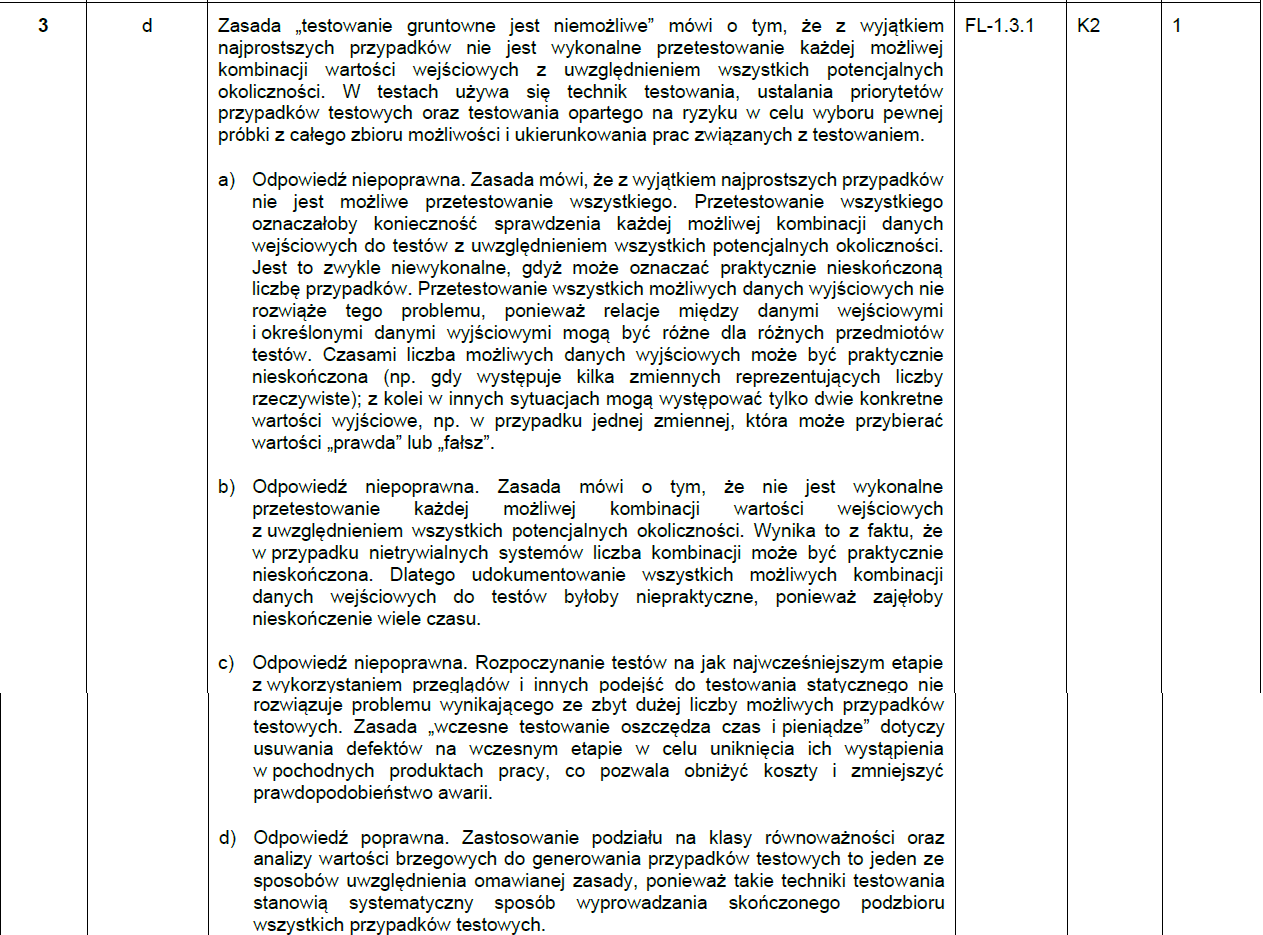 3 d Zasada „testowanie gruntowne jest niemożliwe” mówi o tym, że z wyjątkiem FL-1.3.1 K2 1
najprostszych przypadków nie jest wykonalne przetestowanie każdej możliwej
kombinacji wartości wejściowych z uwzględnieniem wszystkich potencjalnych
okoliczności. W testach używa się technik testowania, ustalania priorytetów
przypadków testowych oraz testowania opartego na ryzyku w celu wyboru pewnej
próbki z całego zbioru możliwości i ukierunkowania prac związanych z testowaniem.
a) Odpowiedź niepoprawna. Zasada mówi, że z wyjątkiem najprostszych przypadków
nie jest możliwe przetestowanie wszystkiego. Przetestowanie wszystkiego
oznaczałoby konieczność sprawdzenia każdej możliwej kombinacji danych
wejściowych do testów z uwzględnieniem wszystkich potencjalnych okoliczności.
Jest to zwykle niewykonalne, gdyż może oznaczać praktycznie nieskończoną
liczbę przypadków. Przetestowanie wszystkich możliwych danych wyjściowych nie
rozwiąże tego problemu, ponieważ relacje między danymi wejściowymi
i określonymi danymi wyjściowymi mogą być różne dla różnych przedmiotów
testów. Czasami liczba możliwych danych wyjściowych może być praktycznie
nieskończona (np. gdy występuje kilka zmiennych reprezentujących liczby
rzeczywiste); z kolei w innych sytuacjach mogą występować tylko dwie konkretne
wartości wyjściowe, np. w przypadku jednej zmiennej, która może przybierać
wartości „prawda” lub „fałsz”.
b) Odpowiedź niepoprawna. Zasada mówi o tym, że nie jest wykonalne
przetestowanie każdej możliwej kombinacji wartości wejściowych
z uwzględnieniem wszystkich potencjalnych okoliczności. Wynika to z faktu, że
w przypadku nietrywialnych systemów liczba kombinacji może być praktycznie
nieskończona. Dlatego udokumentowanie wszystkich możliwych kombinacji
danych wejściowych do testów byłoby niepraktyczne, ponieważ zajęłoby
nieskończenie wiele czasu.
c) Odpowiedź niepoprawna. Rozpoczynanie testów na jak najwcześniejszym etapie
z wykorzystaniem przeglądów i innych podejść do testowania statycznego nie
rozwiązuje problemu wynikającego ze zbyt dużej liczby możliwych przypadków
testowych. Zasada „wczesne testowanie oszczędza czas i pieniądze” dotyczy
usuwania defektów na wczesnym etapie w celu uniknięcia ich wystąpienia
w pochodnych produktach pracy, co pozwala obniżyć koszty i zmniejszyć
prawdopodobieństwo awarii.
d) Odpowiedź poprawna. Zastosowanie podziału na klasy równoważności oraz
analizy wartości brzegowych do generowania przypadków testowych to jeden ze
sposobów uwzględnienia omawianej zasady, ponieważ takie techniki testowania
stanowią systematyczny sposób wyprowadzania skończonego podzbioru
wszystkich przypadków testowych.